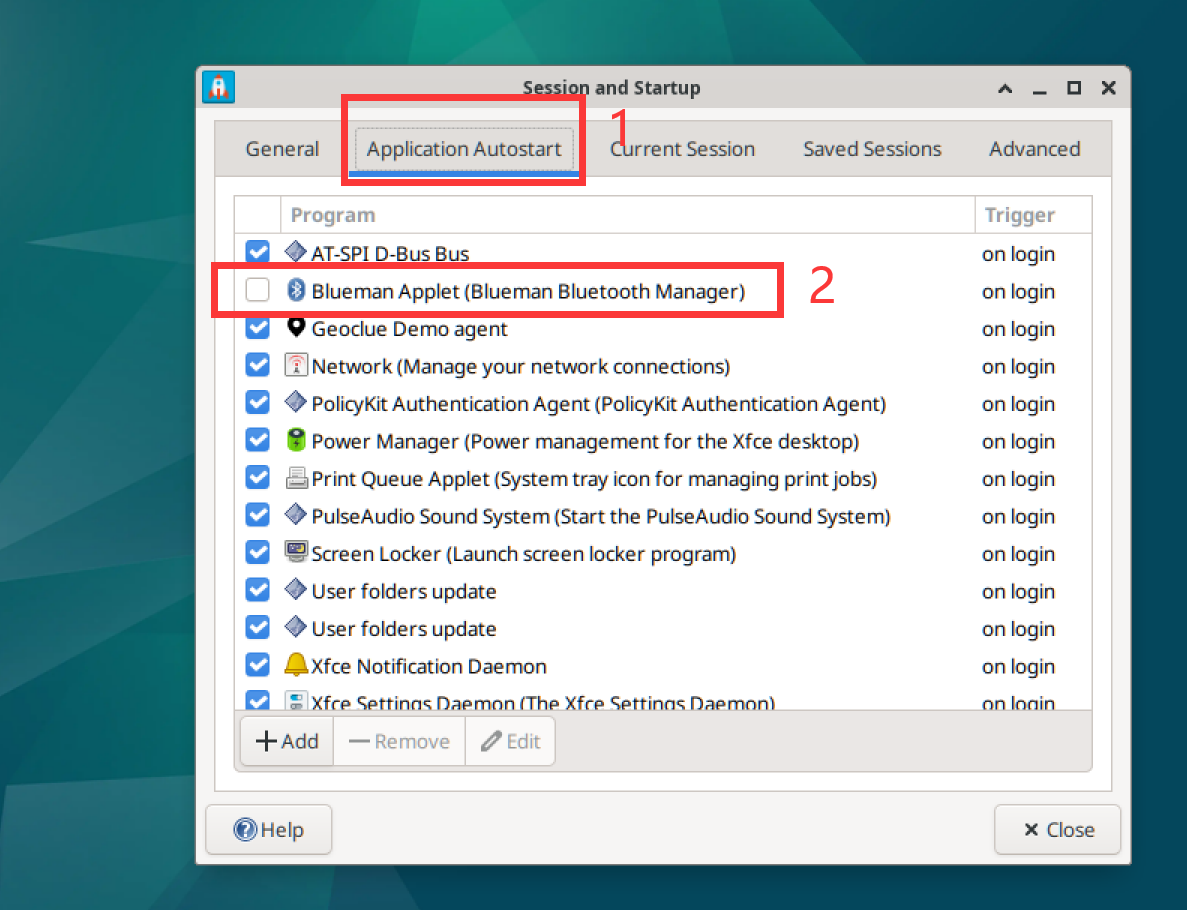 Session and Startup
1
General Application Autostart Current Session Saved Sessions Advanced
Program Trigger
AT-SPI D-Bus Bus on login
Blueman Applet (Blueman Bluetooth Manager) 2 on login
Geoclue Demo agent on login
Network (Manage your network connections) on login
PolicyKit Authentication Agent (PolicyKit Authentication Agent) on login
Power Manager (Power management for the Xfce desktop) on login
Print Queue Applet (System tray icon for managing print jobs) on login
PulseAudio Sound System (Start the PulseAudio Sound System) on login
Screen Locker (Launch screen locker program) on login
User folders update on login
User folders update on login
Xfce Notification Daemon on login
Xfce Settings Daemon (The Xfce Settings Daemon) on login
Add Remove Edit
Help Close